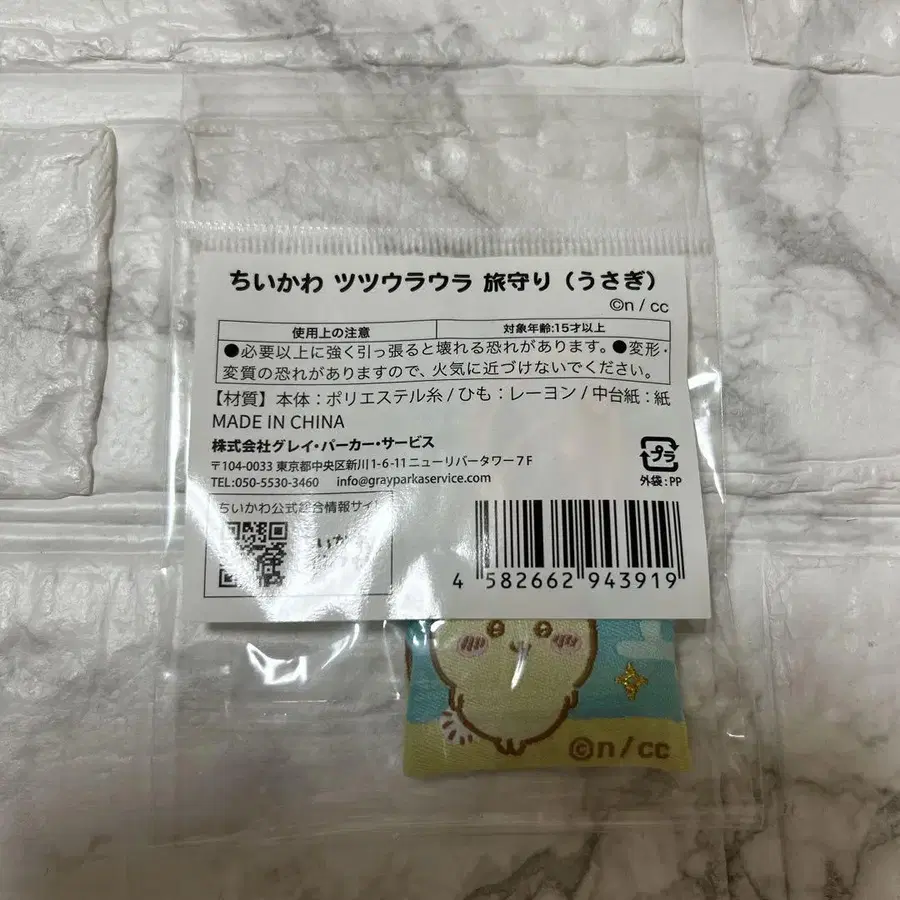 ちいかわ ツツウラウラ 旅守り（うさぎ）
©n / cc
使用上の注意
対象年齢:15才以上
●必要以上に強く引っ張ると壊れる恐れがあります。●変形・
変質の恐れがありますので、火気に近づけないでください。
【材質】本体：ポリエステル糸 / ひも：レーヨン / 中台紙：紙
MADE IN CHINA
株式会社グレイ・パーカー・サービス
〒104-0033 東京都中央区新川1-6-11ニューリバータワー7F
TEL:050-5530-3460 info@grayparkaservice.com
プラ
外袋：PP
ちいかわ公式総合情報サイト
4 582662 943919
©n/cc